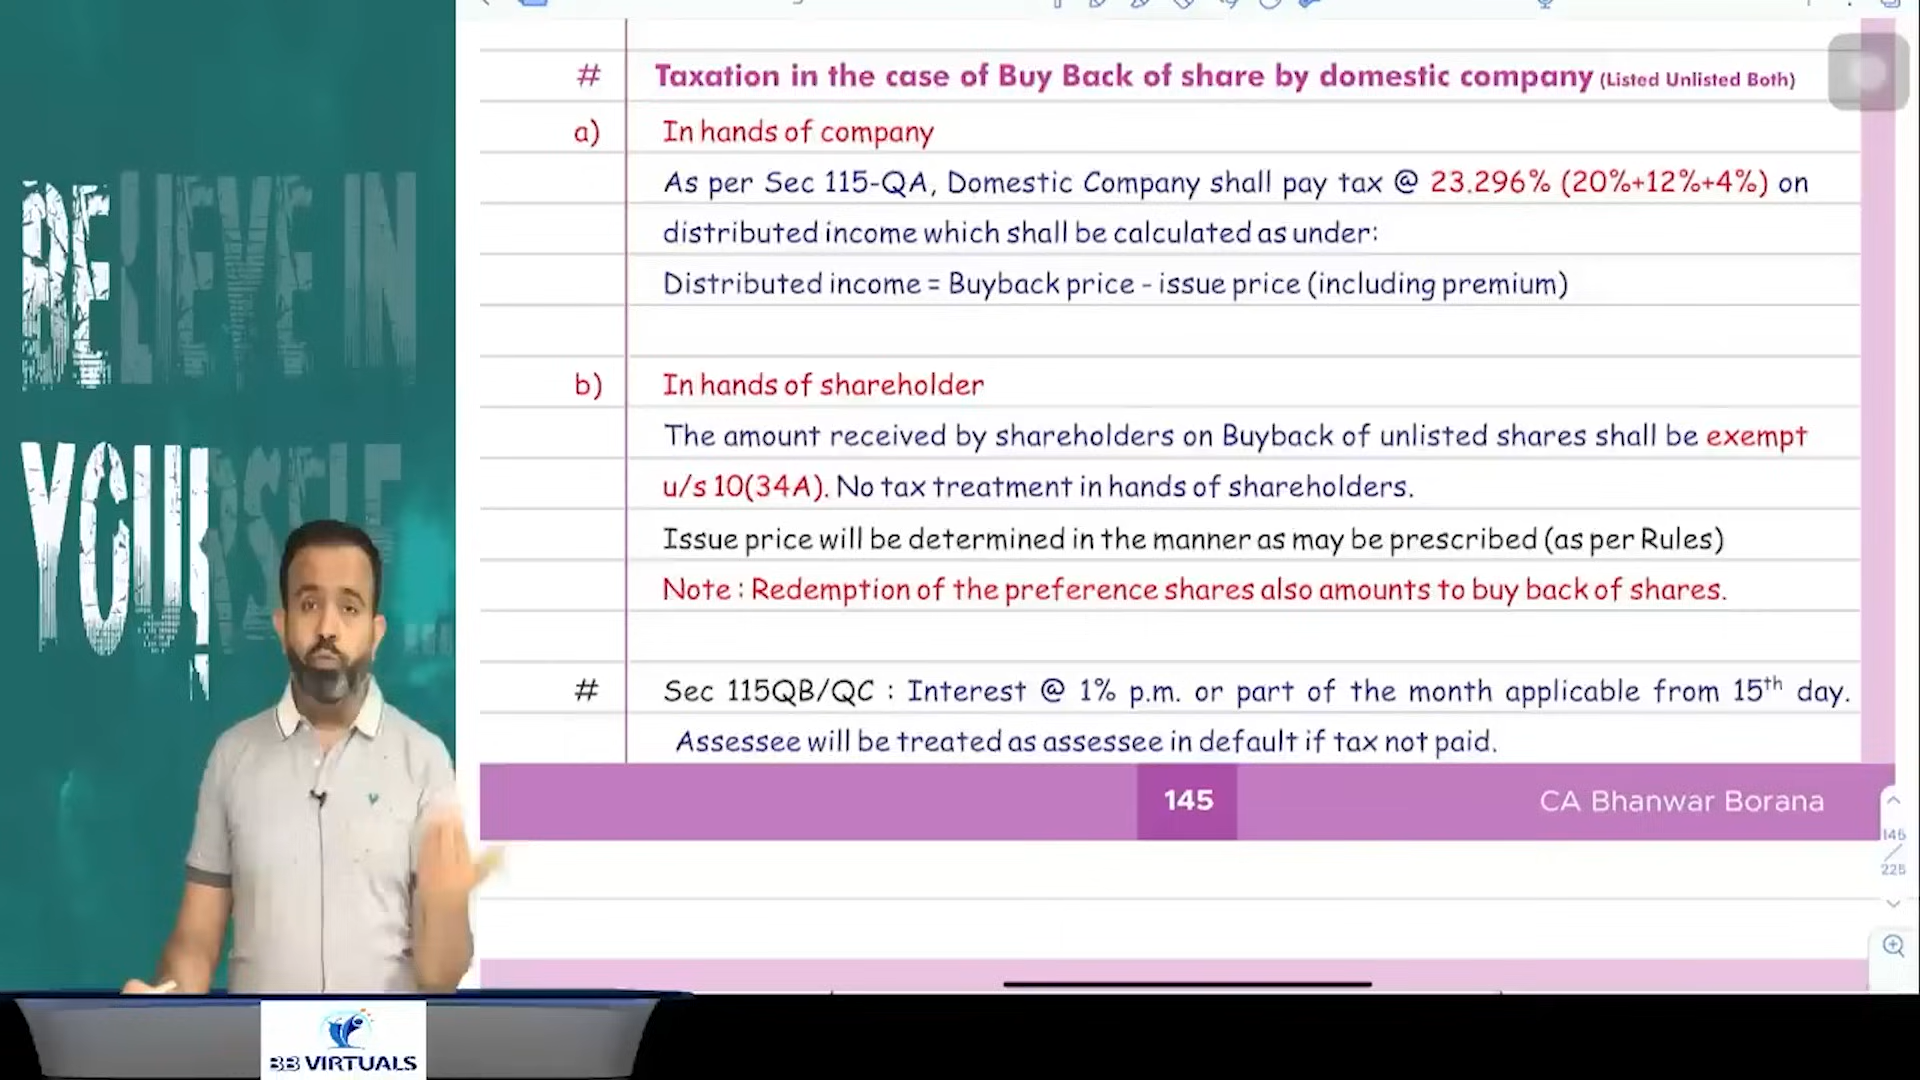 BELIEVE IN
YOURSELF...
# Taxation in the case of Buy Back of share by domestic company (Listed Unlisted Both)
a) In hands of company
As per Sec 115-QA, Domestic Company shall pay tax @ 23.296% (20%+12%+4%) on
distributed income which shall be calculated as under:
Distributed income = Buyback price - issue price (including premium)
b) In hands of shareholder
The amount received by shareholders on Buyback of unlisted shares shall be exempt
u/s 10(34A). No tax treatment in hands of shareholders.
Issue price will be determined in the manner as may be prescribed (as per Rules)
Note : Redemption of the preference shares also amounts to buy back of shares.
# Sec 115QB/QC : Interest @ 1% p.m. or part of the month applicable from 15th day.
Assessee will be treated as assessee in default if tax not paid.
145
CA Bhanwar Borana
145
/
225
BB VIRTUALS